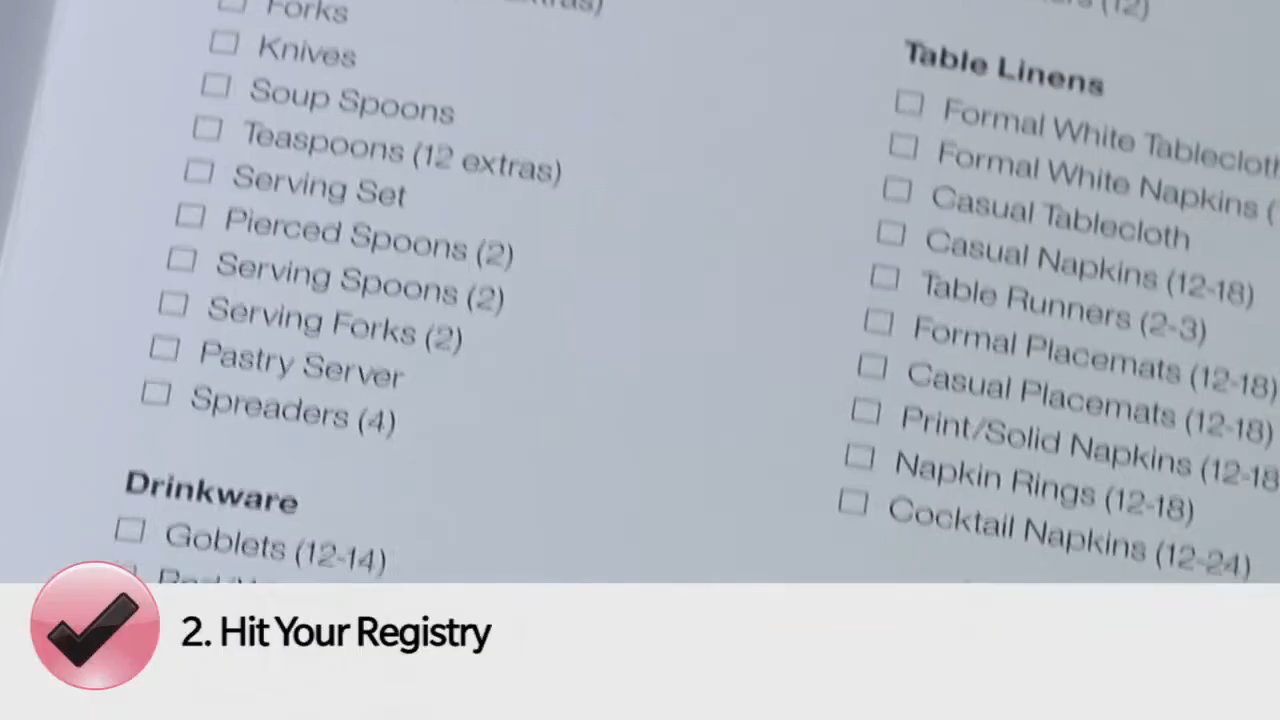 Forks
Knives
Soup Spoons
Teaspoons (12 extras)
Serving Set
Pierced Spoons (2)
Serving Spoons (2)
Serving Forks (2)
Pastry Server
Spreaders (4)
Drinkware
Goblets (12-14)
(12)
Table Linens
Formal White Tablecloth
Formal White Napkins (
Casual Tablecloth
Casual Napkins (12-18)
Table Runners (2-3)
Formal Placemats (12-18)
Casual Placemats (12-18)
Print/Solid Napkins (12-18
Napkin Rings (12-18)
Cocktail Napkins (12-24)
2. Hit Your Registry